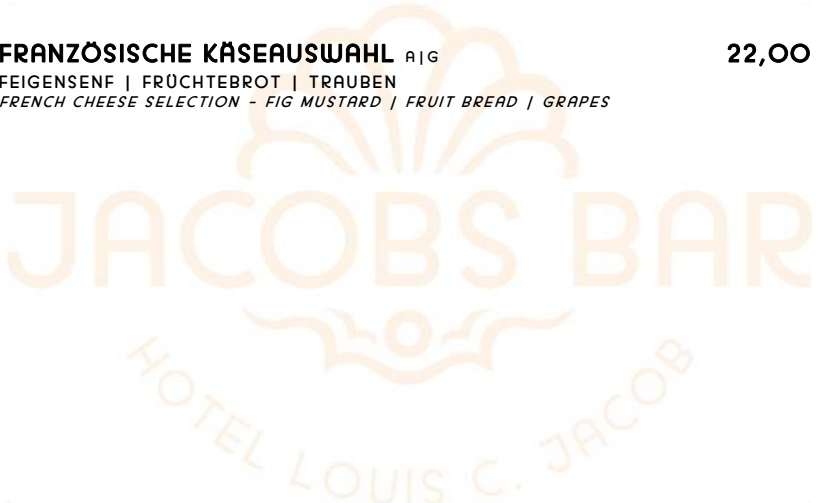 FRANZÖSISCHE KÄSEAUSWAHL A|G 22,00
FEIGENSENF | FRÜCHTEBROT | TRAUBEN
FRENCH CHEESE SELECTION - FIG MUSTARD | FRUIT BREAD | GRAPES
JACOBS BAR
HOTEL LOUIS C. JACOB